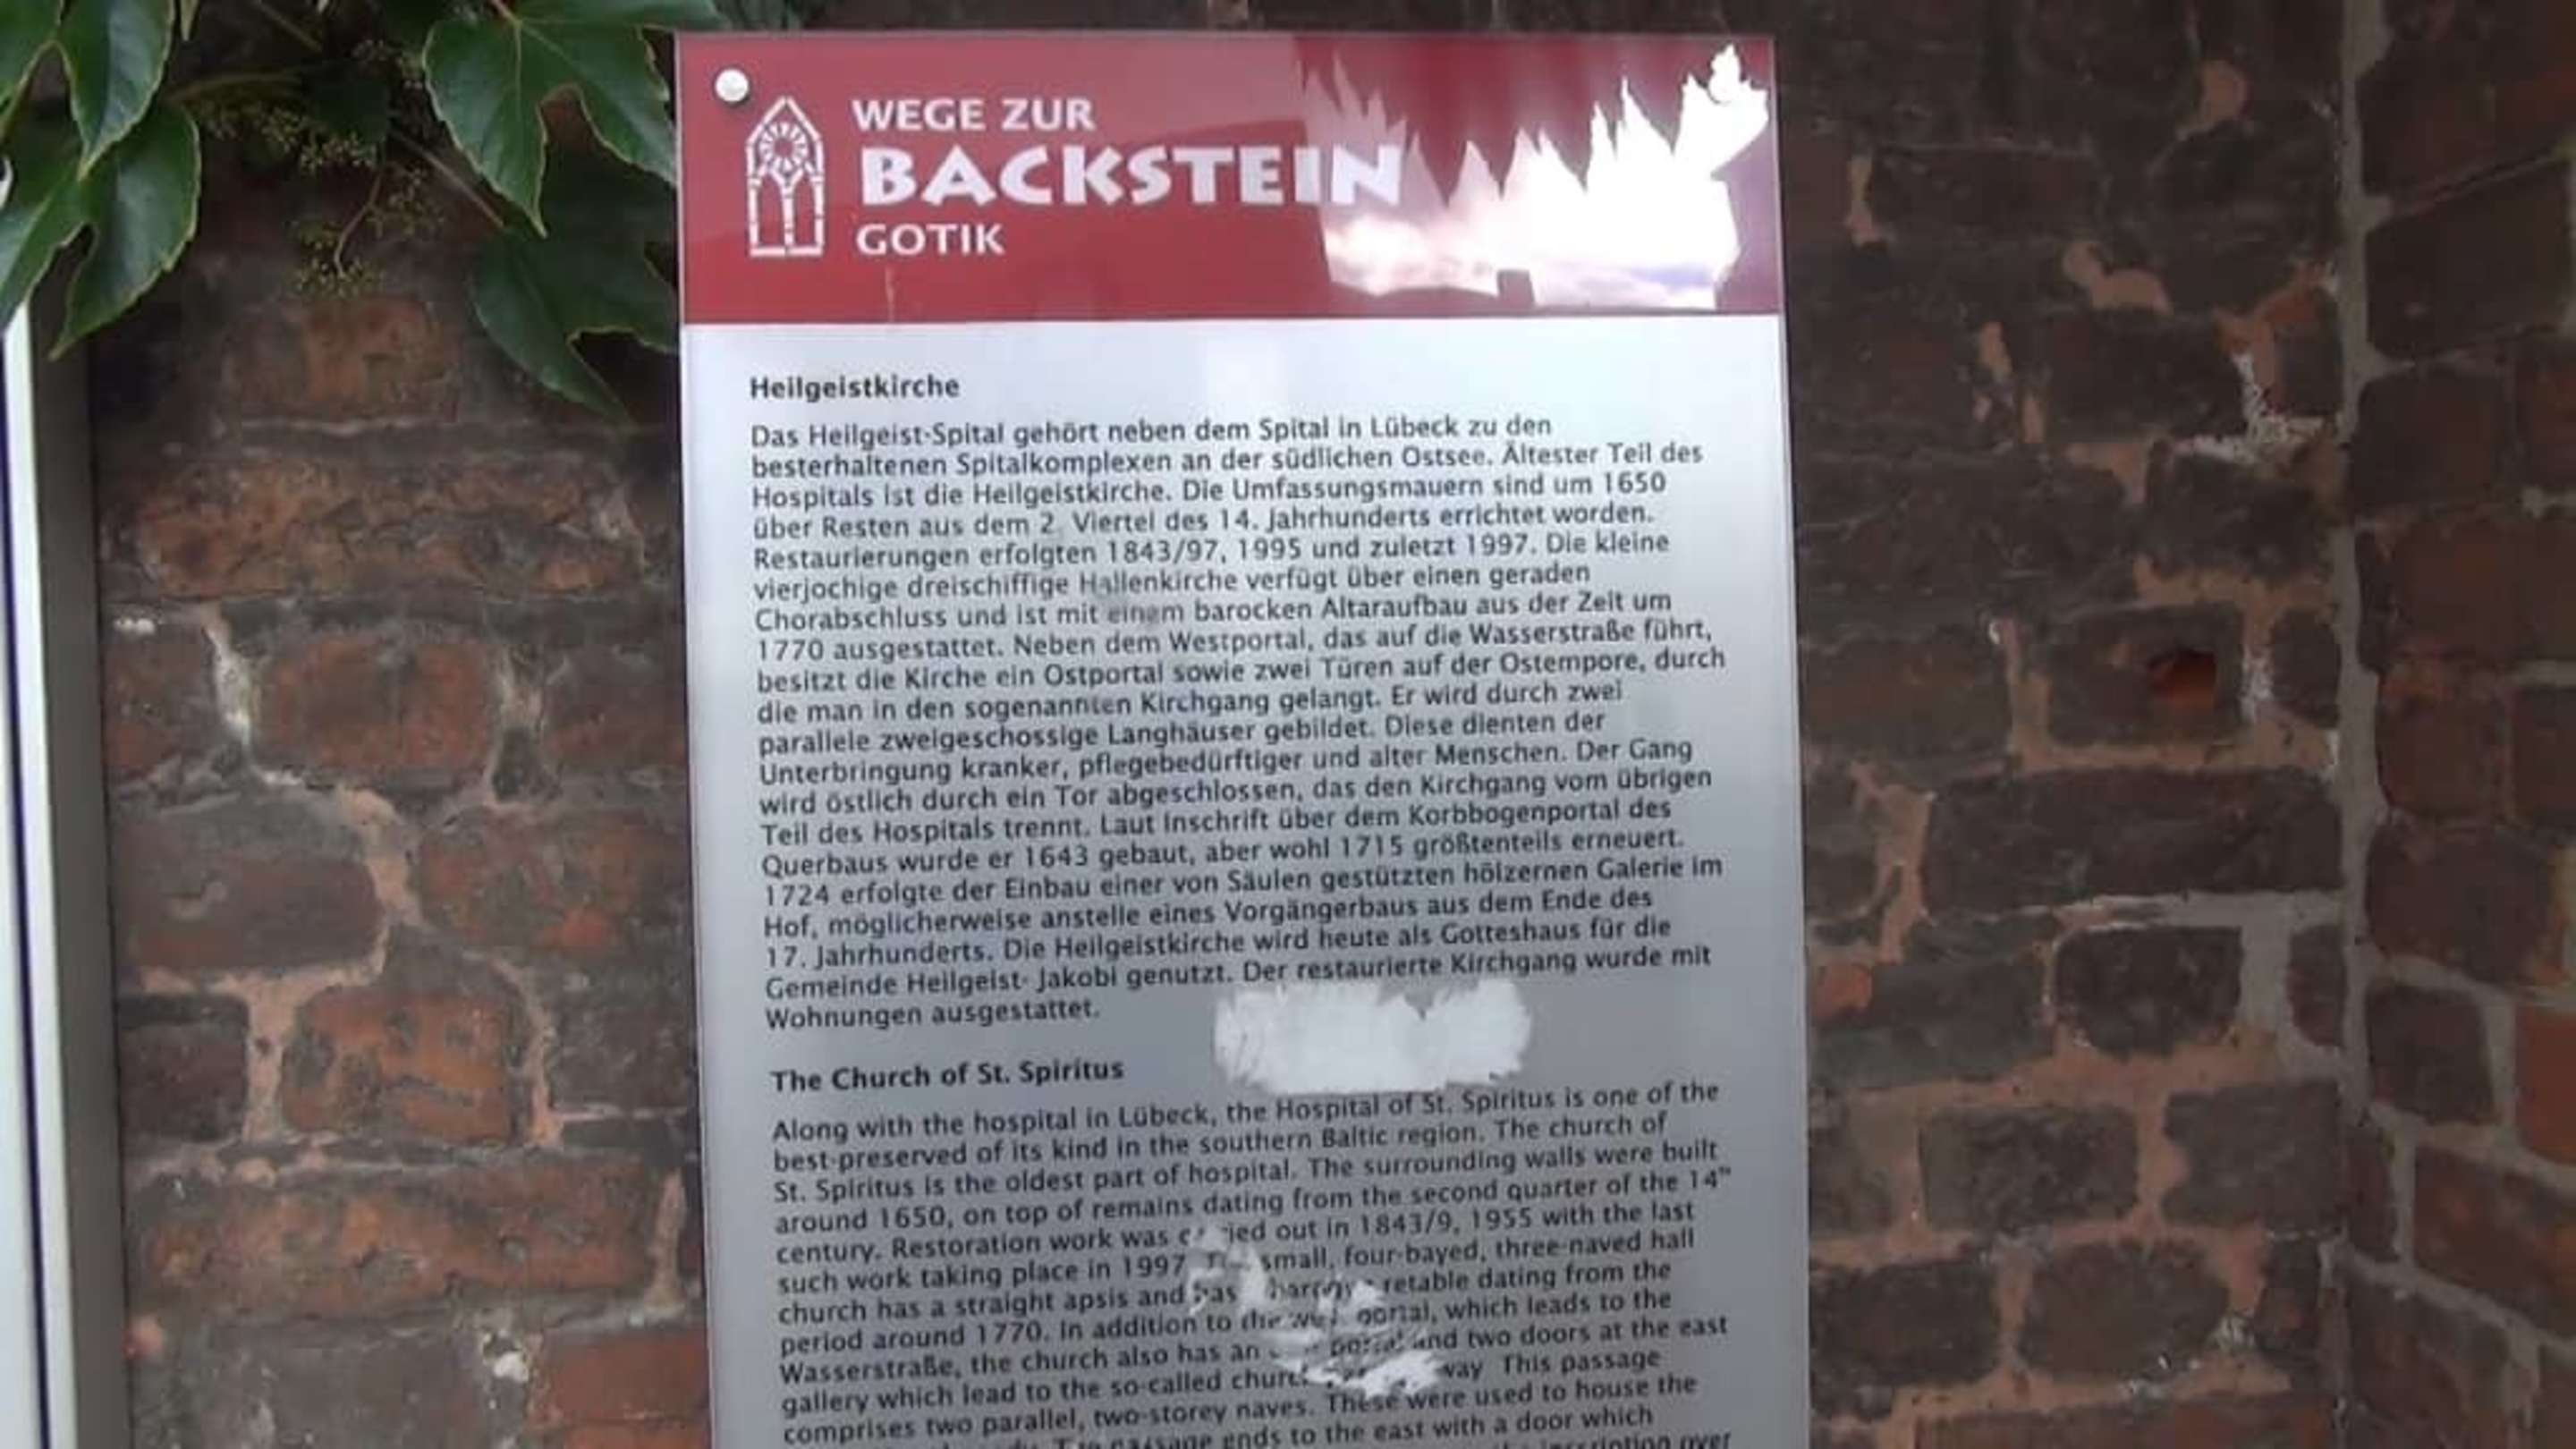 WEGE ZUR
BACKSTEIN
GOTIK
Heilgeistkirche
Das Heilgeist-Spital gehört neben dem Spital in Lübeck zu den
besterhaltenen Spitalkomplexen an der südlichen Ostsee. Ältester Teil des
Hospitals ist die Heilgeistkirche. Die Umfassungsmauern sind um 1650
über Resten aus dem 2. Viertel des 14. Jahrhunderts errichtet worden.
Restaurierungen erfolgten 1843/97, 1995 und zuletzt 1997. Die kleine
vierjochige dreischiffige Hallenkirche verfügt über einen geraden
Chorabschluss und ist mit einem barocken Altaraufbau aus der Zeit um
1770 ausgestattet. Neben dem Westportal, das auf die Wasserstraße führt,
besitzt die Kirche ein Ostportal sowie zwei Türen auf der Ostempore, durch
die man in den sogenannten Kirchgang gelangt. Er wird durch zwei
parallele zweigeschossige Langhäuser gebildet. Diese dienten der
Unterbringung kranker, pflegebedürftiger und alter Menschen. Der Gang
wird östlich durch ein Tor abgeschlossen, das den Kirchgang vom übrigen
Teil des Hospitals trennt. Laut Inschrift über dem Korbbogenportal des
Querbaus wurde er 1643 gebaut, aber wohl 1715 größtenteils erneuert.
1724 erfolgte der Einbau einer von Säulen gestützten hölzernen Galerie im
Hof, möglicherweise anstelle eines Vorgängerbaus aus dem Ende des
17. Jahrhunderts. Die Heilgeistkirche wird heute als Gotteshaus für die
Gemeinde Heilgeist- Jakobi genutzt. Der restaurierte Kirchgang wurde mit
Wohnungen ausgestattet.
The Church of St. Spiritus
Along with the hospital in Lübeck, the Hospital of St. Spiritus is one of the
best-preserved of its kind in the southern Baltic region. The church of
St. Spiritus is the oldest part of hospital. The surrounding walls were built
around 1650, on top of remains dating from the second quarter of the 14th
century. Restoration work was carried out in 1843/9, 1955 with the last
such work taking place in 1997. The small, four-bayed, three-naved hall
church has a straight apsis and has retable dating from the
period around 1770. In addition to the portal, which leads to the
Wasserstraße, the church also has an portal and two doors at the east
gallery which lead to the so-called way This passage
comprises two parallel, two-storey naves. These were used to house the
passage ends to the east with a door which
inscription over